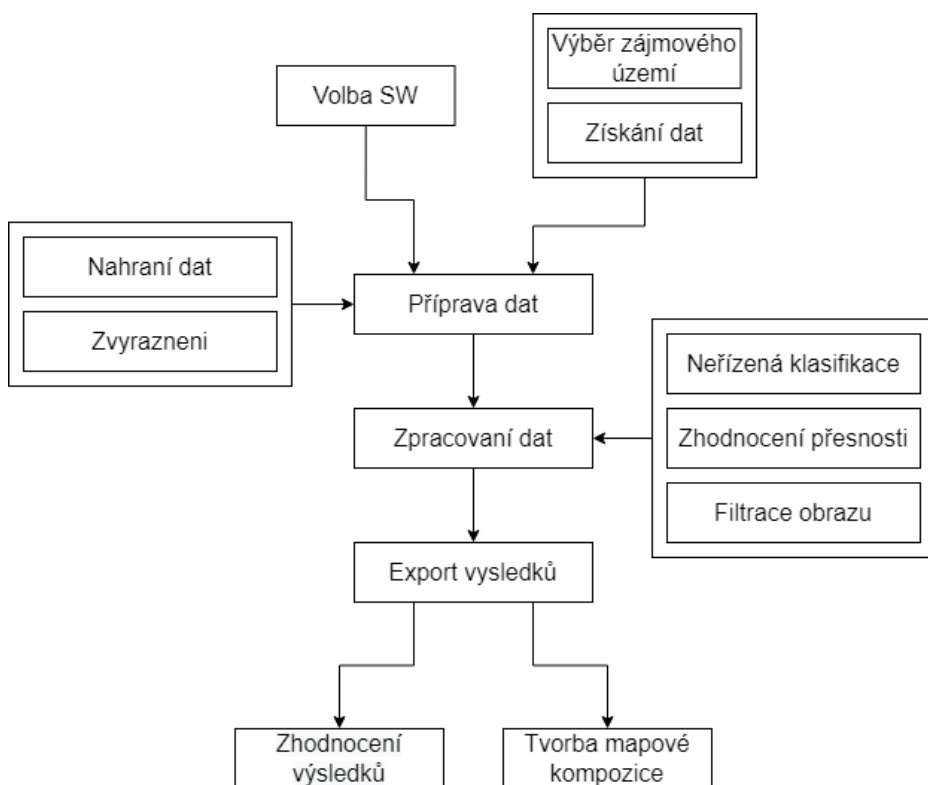 Výběr zájmového
území
Volba SW
Získání dat
Nahraní dat
Zvyrazneni
Příprava dat
Neřízená klasifikace
Zpracovaní dat
Zhodnocení přesnosti
Filtrace obrazu
Export vysledků
Zhodnocení
výsledků
Tvorba mapové
kompozice